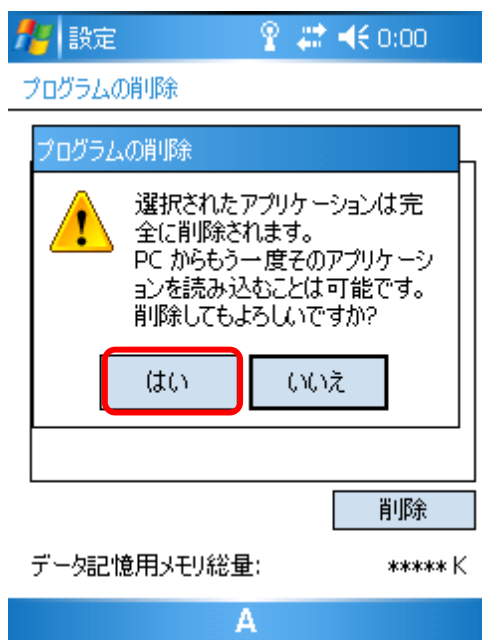 設定 0:00
プログラムの削除
プログラムの削除
選択されたアプリケーションは完
全に削除されます。
PC からもう一度そのアプリケーシ
ョンを読み込むことは可能です。
削除してもよろしいですか?
はい いいえ
削除
データ記憶用メモリ総量: ***** K
A